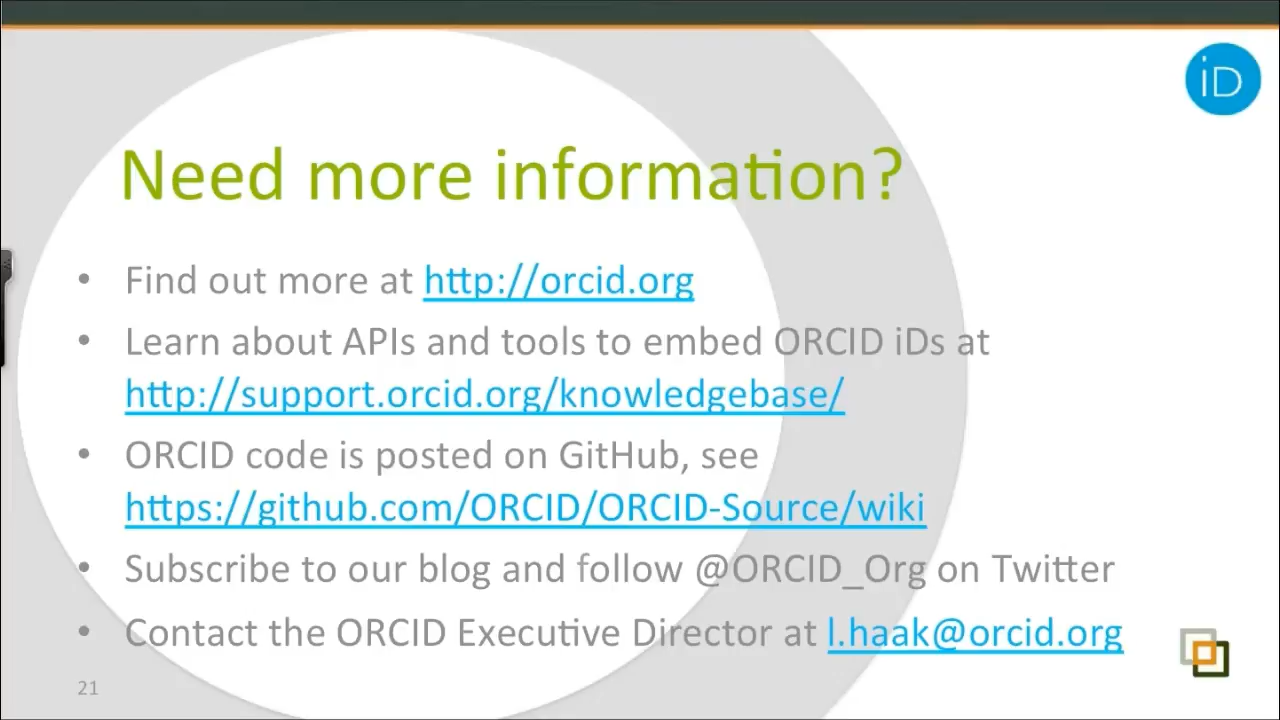 iD
Need more information?
• Find out more at http://orcid.org
• Learn about APIs and tools to embed ORCID iDs at
http://support.orcid.org/knowledgebase/
• ORCID code is posted on GitHub, see
https://github.com/ORCID/ORCID-Source/wiki
• Subscribe to our blog and follow @ORCID_Org on Twitter
• Contact the ORCID Executive Director at l.haak@orcid.org
21